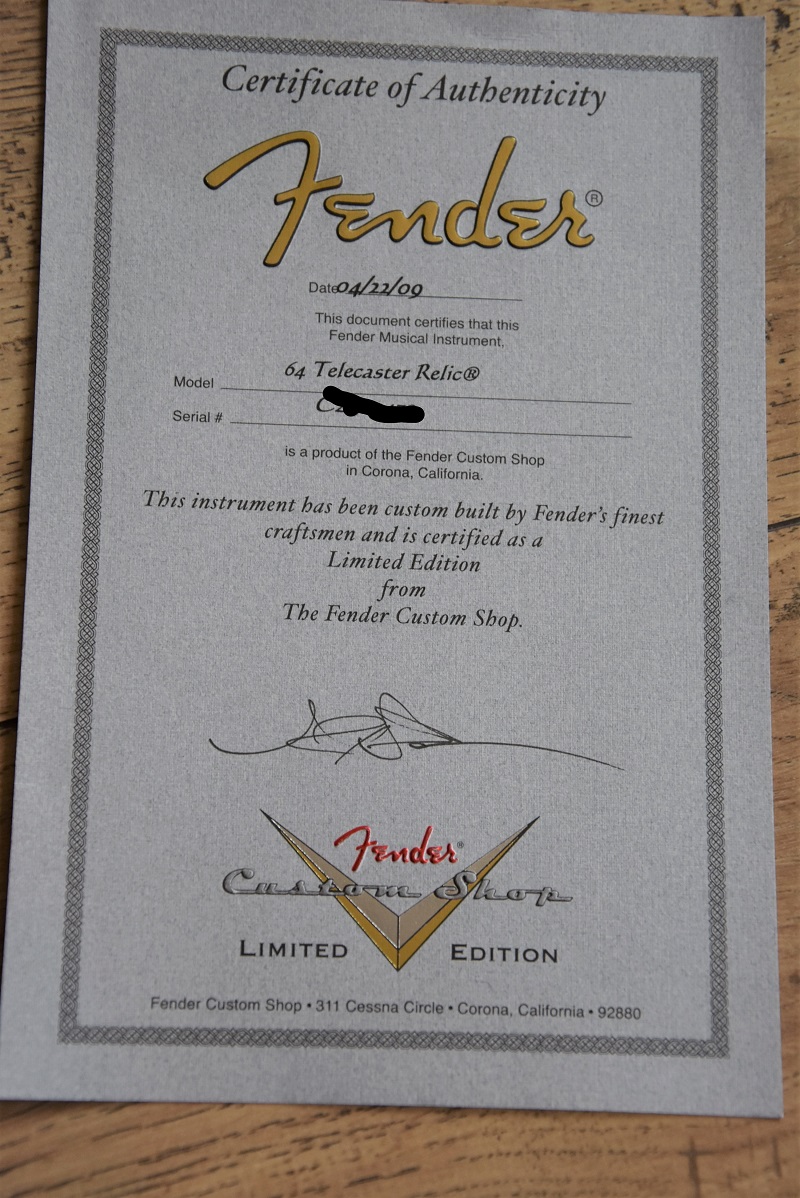 Certificate of Authenticity
Fender®
Date 04/22/09
This document certifies that this
Fender Musical Instrument,
Model 64 Telecaster Relic®
Serial #
is a product of the Fender Custom Shop
in Corona, California.
This instrument has been custom built by Fender's finest
craftsmen and is certified as a
Limited Edition
from
The Fender Custom Shop.
Fender®
Custom Shop
LIMITED EDITION
Fender Custom Shop • 311 Cessna Circle • Corona, California • 92880